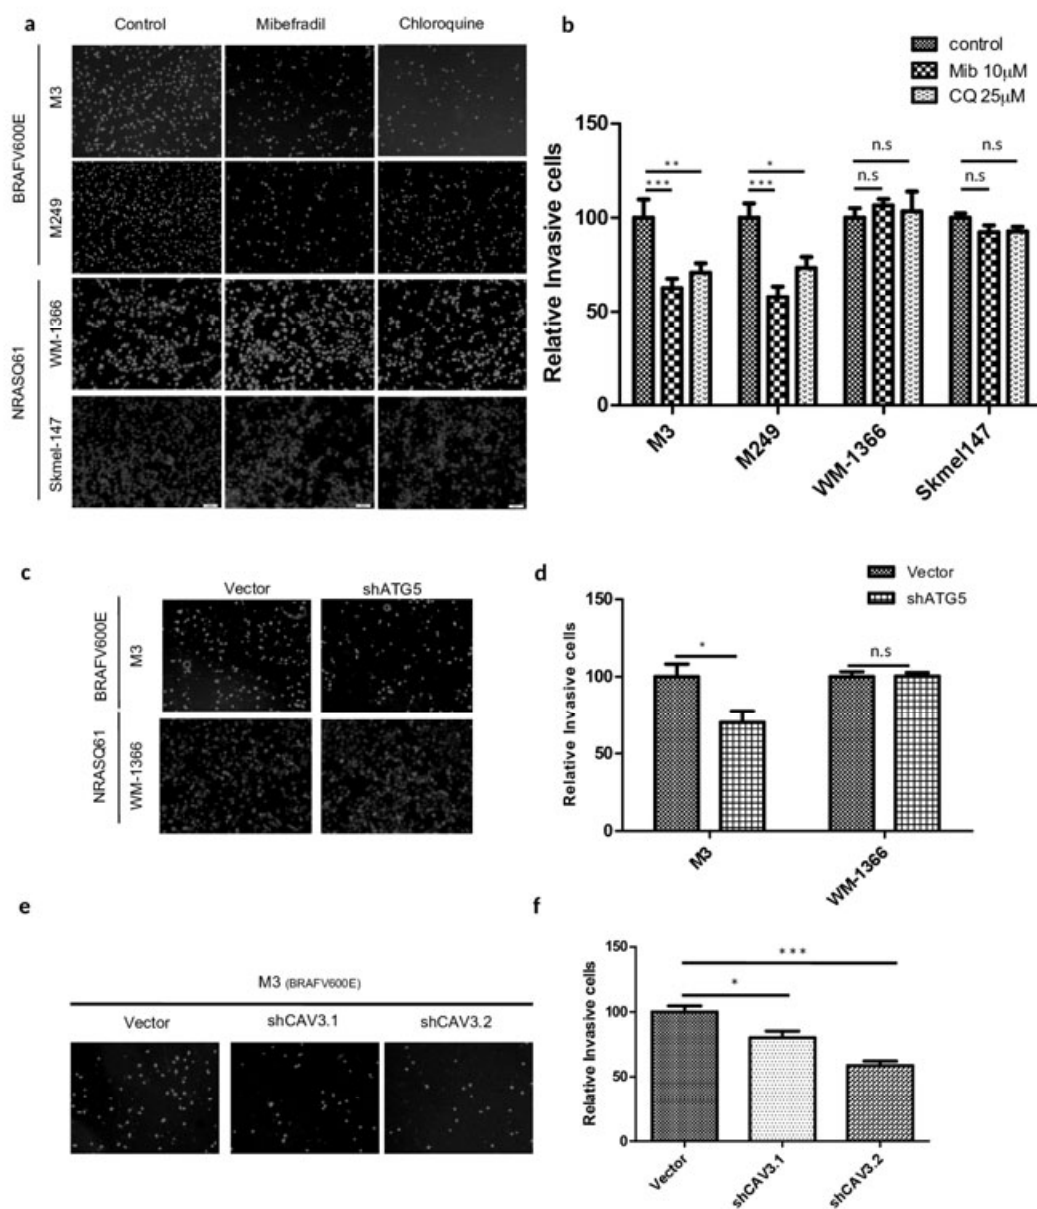 a
Control Mibefradil Chloroquine
BRAFV600E
M3
M249
NRASQ61
WM-1366
Skmel-147
b
control
Mib 10μM
CQ 25μM
Relative Invasive cells
150
100
50
0
** * n.s n.s
*** *** n.s n.s
M3 M249 WM-1366 Skmel147
c
Vector shATG5
BRAFV600E
M3
NRASQ61
WM-1366
d
Vector
shATG5
Relative Invasive cells
150
100
50
0
* n.s
M3 WM-1366
e
M3 (BRAFV600E)
Vector shCAV3.1 shCAV3.2
f
Relative Invasive cells
150
100
50
0
***
*
Vector shCAV3.1 shCAV3.2